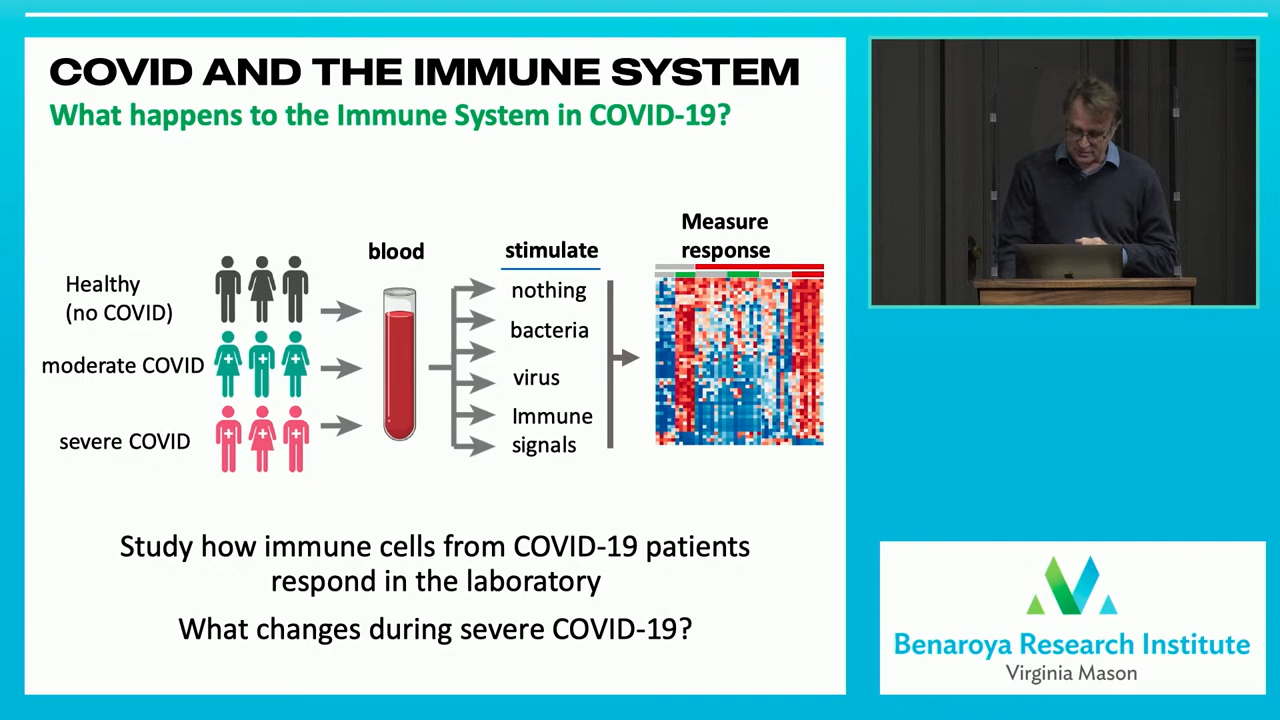 COVID AND THE IMMUNE SYSTEM
What happens to the Immune System in COVID-19?
Healthy
(no COVID)
moderate COVID
severe COVID
blood
stimulate
nothing
bacteria
virus
Immune
signals
Measure
response
Study how immune cells from COVID-19 patients
respond in the laboratory
What changes during severe COVID-19?
Benaroya Research Institute
Virginia Mason